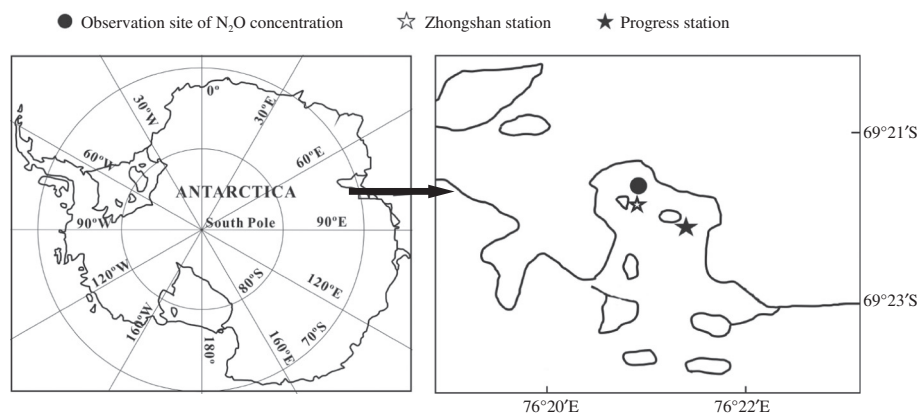 Observation site of N₂O concentration
Zhongshan station
Progress station
0°
30°W
30°E
60°W
60°E
ANTARCTICA
90°W
South Pole
90°E
120°W
80°S
120°E
160°W
180°
160°E
70°S
69°21′S
69°23′S
76°20′E
76°22′E